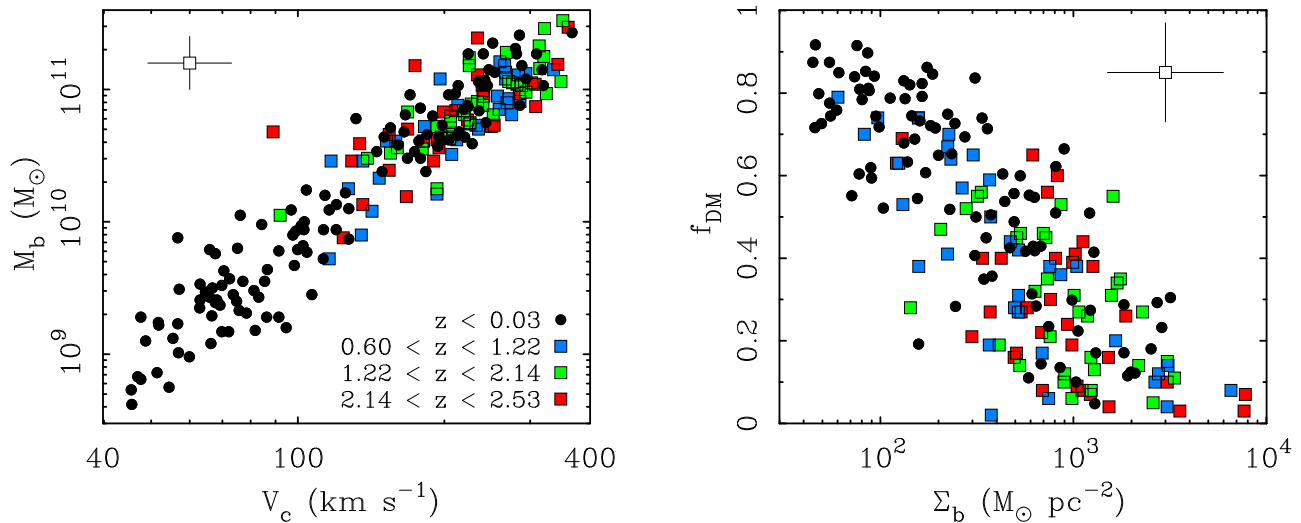 M_b (M_⊙)
10^11
10^10
10^9
z < 0.03
0.60 < z < 1.22
1.22 < z < 2.14
2.14 < z < 2.53
40
100
400
V_c (km s^−1)
f_DM
1
0.8
0.6
0.4
0.2
0
10^2
10^3
10^4
Σ_b (M_⊙ pc^−2)